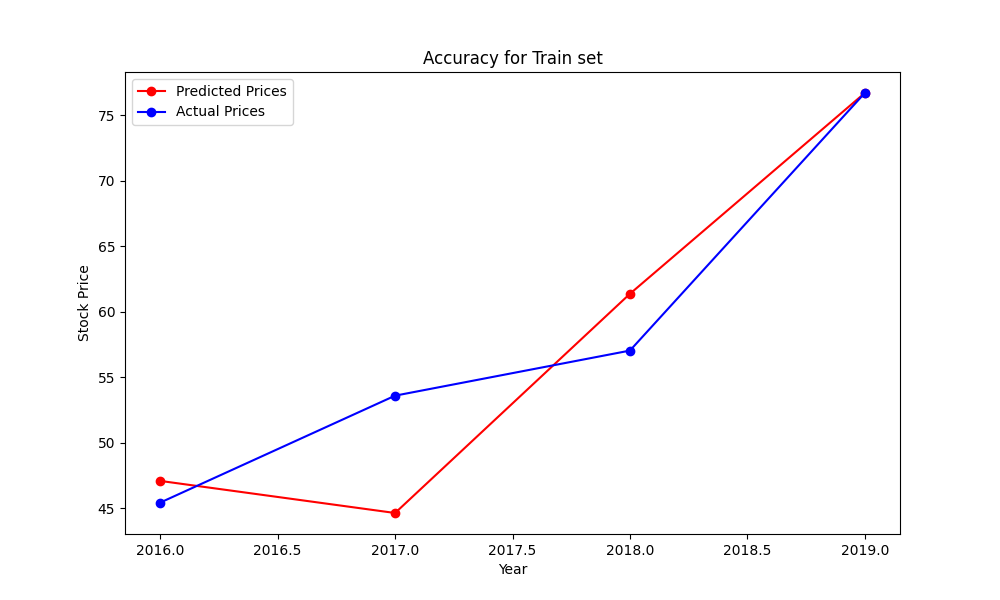 Accuracy for Train set
Predicted Prices
Actual Prices
75
70
65
60
55
50
45
Stock Price
2016.0 2016.5 2017.0 2017.5 2018.0 2018.5 2019.0
Year